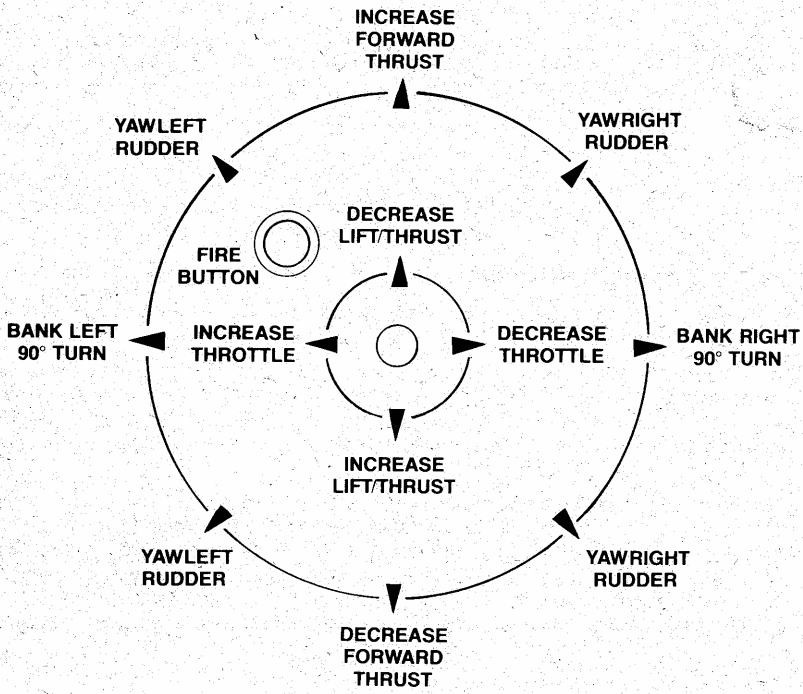 INCREASE
FORWARD
THRUST
YAWLEFT
RUDDER
YAWRIGHT
RUDDER
DECREASE
LIFT/THRUST
FIRE
BUTTON
BANK LEFT
90° TURN
INCREASE
THROTTLE
DECREASE
THROTTLE
BANK RIGHT
90° TURN
INCREASE
LIFT/THRUST
YAWLEFT
RUDDER
YAWRIGHT
RUDDER
DECREASE
FORWARD
THRUST